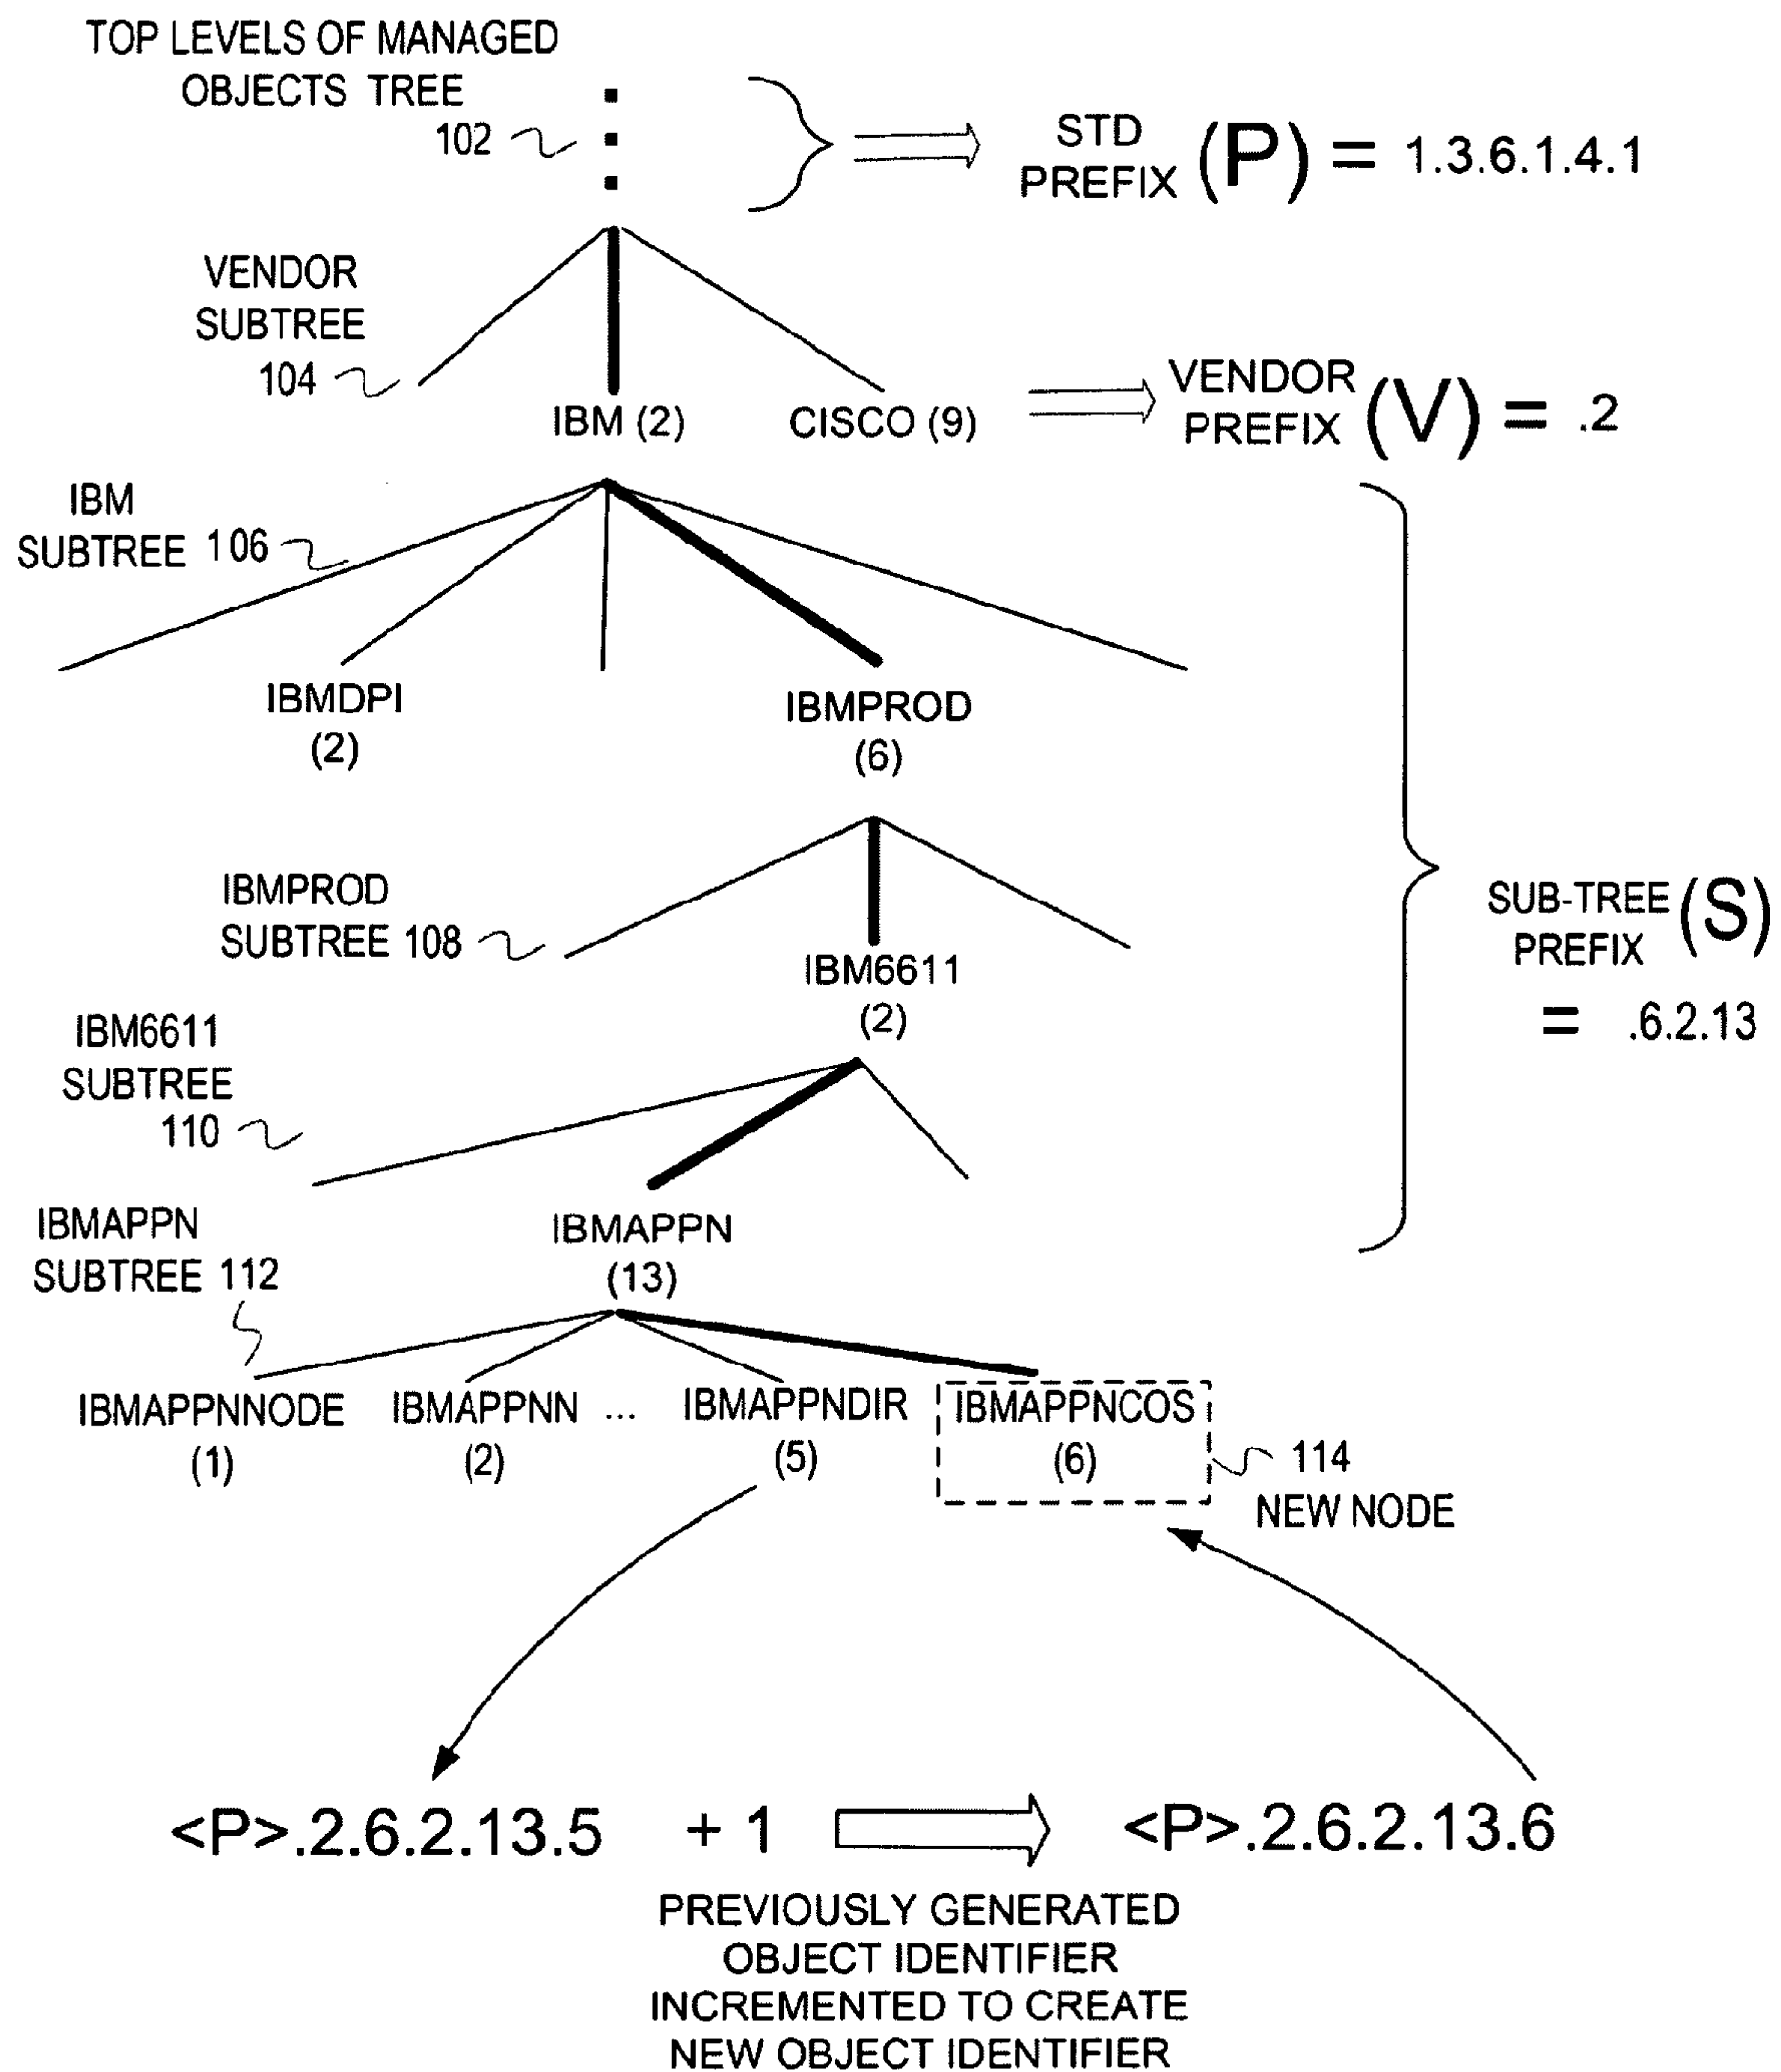 TOP LEVELS OF MANAGED
OBJECTS TREE
102
STD
PREFIX (P) = 1.3.6.1.4.1
VENDOR
SUBTREE
104
IBM (2)
CISCO (9)
VENDOR
PREFIX (V) = .2
IBM
SUBTREE 106
IBMDPI
(2)
IBMPROD
(6)
IBMPROD
SUBTREE 108
IBM6611
(2)
SUB-TREE
PREFIX (S)
= .6.2.13
IBM6611
SUBTREE
110
IBMAPPN
SUBTREE 112
IBMAPPN
(13)
IBMAPPNNODE
(1)
IBMAPPNN
(2)
...
IBMAPPNDIR
(5)
IBMAPPNCOS
(6)
114
NEW NODE
<P>.2.6.2.13.5 + 1 <P>.2.6.2.13.6
PREVIOUSLY GENERATED
OBJECT IDENTIFIER
INCREMENTED TO CREATE
NEW OBJECT IDENTIFIER